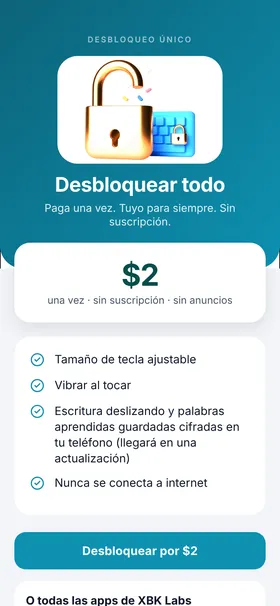 DESBLOQUEO ÚNICO
Desbloquear todo
Paga una vez. Tuyo para siempre. Sin
suscripción.
$2
una vez · sin suscripción · sin anuncios
Tamaño de tecla ajustable
Vibrar al tocar
Escritura deslizando y palabras
aprendidas guardadas cifradas en
tu teléfono (llegará en una
actualización)
Nunca se conecta a internet
Desbloquear por $2
O todas las apps de XBK Labs